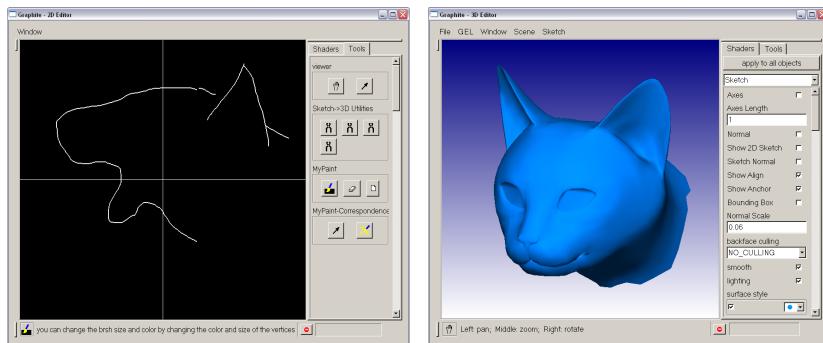 Graphite - 2D Editor
Window
Shaders
Tools
viewer
Sketch->3D Utilities
MyPaint
MyPaint-Correspondence
you can change the brsh size and color by changing the color and size of the vertices
Graphite - 3D Editor
File GEL Window Scene Sketch
Shaders
Tools
apply to all objects
Sketch
Axes
Axes Length
1
Normal
Show 2D Sketch
Sketch Normal
Show Align
Show Anchor
Bounding Box
Normal Scale
0.06
backface culling
NO_CULLING
smooth
lighting
surface style
Left: pan; Middle: zoom; Right: rotate